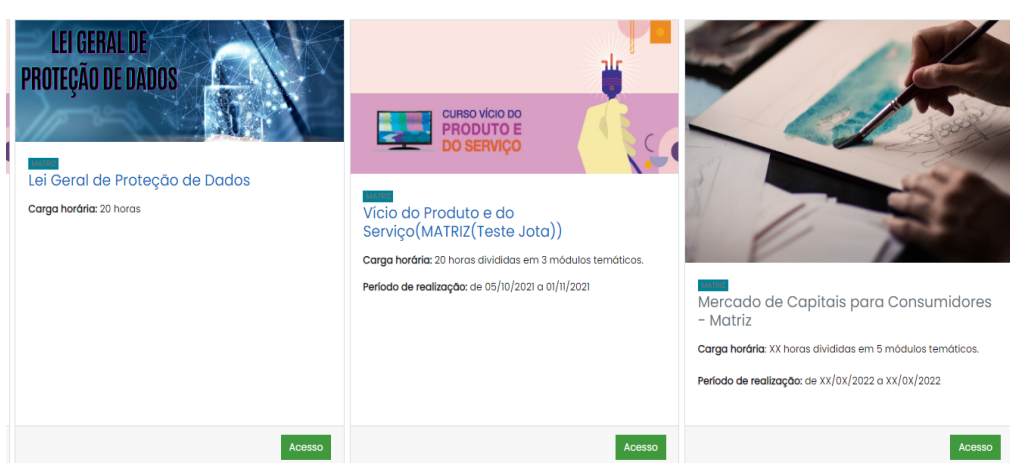 LEI GERAL DE
PROTEÇÃO DE DADOS
MATRIZ
Lei Geral de Proteção de Dados
Carga horária: 20 horas
Acesso
CURSO VÍCIO DO
PRODUTO E
DO SERVIÇO
MATRIZ
Vício do Produto e do
Serviço(MATRIZ(Teste Jota))
Carga horária: 20 horas divididas em 3 módulos temáticos.
Período de realização: de 05/10/2021 a 01/11/2021
Acesso
MATRIZ
Mercado de Capitais para Consumidores
- Matriz
Carga horária: XX horas divididas em 5 módulos temáticos.
Período de realização: de XX/0X/2022 a XX/0X/2022
Acesso